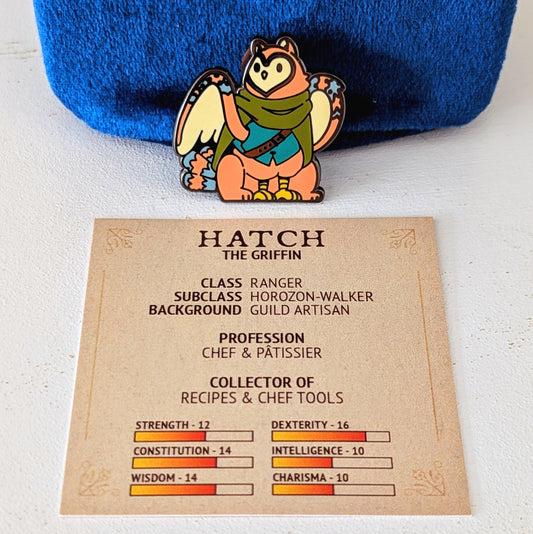 HATCH
THE GRIFFIN
CLASS RANGER
SUBCLASS HOROZON-WALKER
BACKGROUND GUILD ARTISAN
PROFESSION
CHEF & PÂTISSIER
COLLECTOR OF
RECIPES & CHEF TOOLS
STRENGTH - 12 DEXTERITY - 16
CONSTITUTION - 14 INTELLIGENCE - 10
WISDOM - 14 CHARISMA - 10